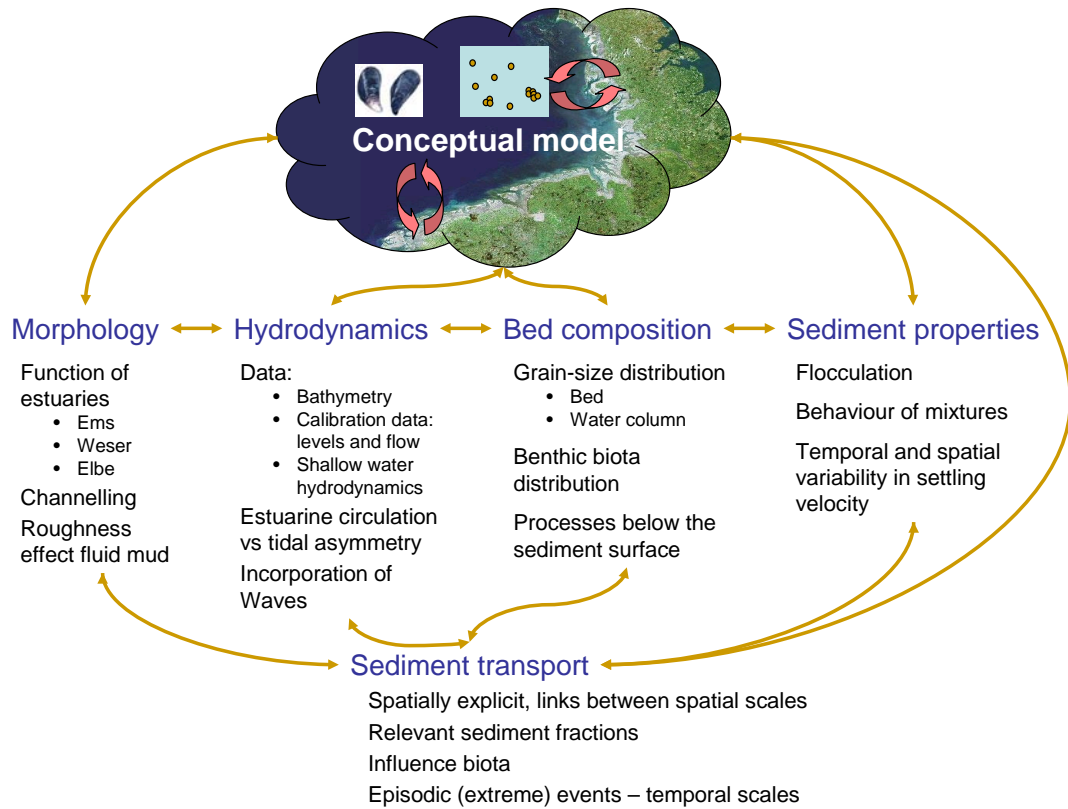 Conceptual model
Morphology
Hydrodynamics
Bed composition
Sediment properties
Function of
estuaries
• Ems
• Weser
• Elbe
Channelling
Roughness
effect fluid mud
Data:
• Bathymetry
• Calibration data:
levels and flow
• Shallow water
hydrodynamics
Estuarine circulation
vs tidal asymmetry
Incorporation of
Waves
Grain-size distribution
• Bed
• Water column
Benthic biota
distribution
Processes below the
sediment surface
Flocculation
Behaviour of mixtures
Temporal and spatial
variability in settling
velocity
Sediment transport
Spatially explicit, links between spatial scales
Relevant sediment fractions
Influence biota
Episodic (extreme) events – temporal scales